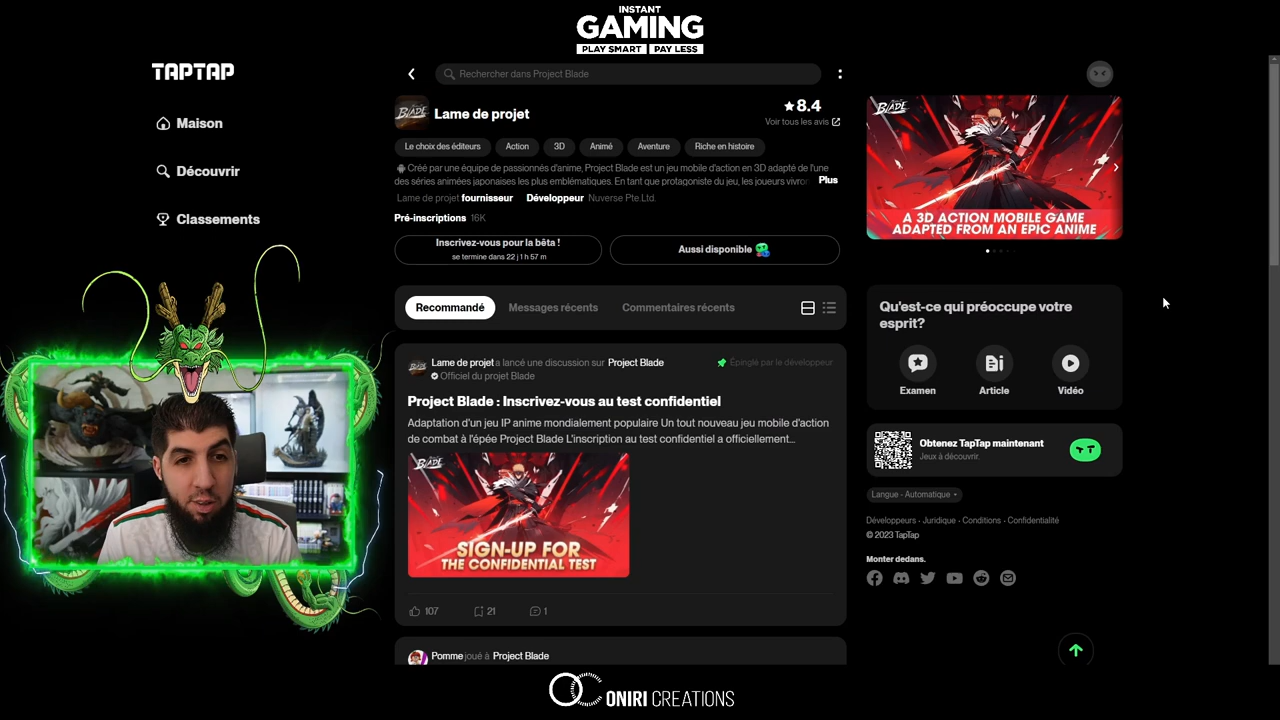 INSTANT
GAMING
PLAY SMART PAY LESS
TAPTAP
Maison
Découvrir
Classements
Rechercher dans Project Blade
BLADE
Lame de projet
8.4
Voir tous les avis
Le choix des éditeurs
Action
3D
Animé
Aventure
Riche en histoire
Créé par une équipe de passionnés d'anime, Project Blade est un jeu mobile d'action en 3D adapté de l'une
des séries animées japonaises les plus emblématiques. En tant que protagoniste du jeu, les joueurs vivro
Plus
Lame de projet fournisseur Développeur Nuverse Pte.Ltd.
Pré-inscriptions 16K
Inscrivez-vous pour la bêta !
se termine dans 22 j 1 h 57 m
Aussi disponible
BLADE
A 3D ACTION MOBILE GAME
ADAPTED FROM AN EPIC ANIME
Recommandé
Messages récents
Commentaires récents
Lame de projet a lancé une discussion sur Project Blade
Épinglé par le développeur
Officiel du projet Blade
Project Blade : Inscrivez-vous au test confidentiel
Adaptation d'un jeu IP anime mondialement populaire Un tout nouveau jeu mobile d'action
de combat à l'épée Project Blade L'inscription au test confidentiel a officiellement...
BLADE
SIGN-UP FOR
THE CONFIDENTIAL TEST
107
21
1
Pomme joué à Project Blade
Qu'est-ce qui préoccupe votre
esprit?
Examen
Article
Vidéo
Obtenez TapTap maintenant
Jeux à découvrir.
Langue - Automatique
Développeurs · Juridique · Conditions · Confidentialité
© 2023 TapTap
Monter dedans.
OC ONIRI CREATIONS